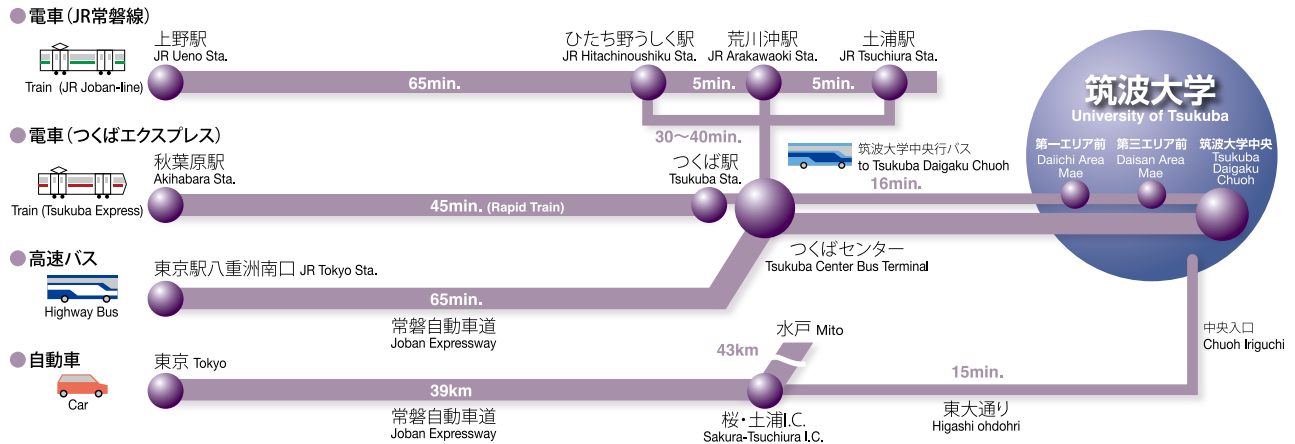 電車（JR常磐線）
Train (JR Joban-line)
上野駅
JR Ueno Sta.
65min.
ひたち野うしく駅
JR Hitachinoushiku Sta.
5min.
荒川沖駅
JR Arakawaoki Sta.
5min.
土浦駅
JR Tsuchiura Sta.
30〜40min.
電車（つくばエクスプレス）
Train (Tsukuba Express)
秋葉原駅
Akihabara Sta.
45min. (Rapid Train)
つくば駅
Tsukuba Sta.
筑波大学中央行バス
to Tsukuba Daigaku Chuoh
16min.
つくばセンター
Tsukuba Center Bus Terminal
筑波大学
University of Tsukuba
第一エリア前
Daiichi Area
Mae
第三エリア前
Daisan Area
Mae
筑波大学中央
Tsukuba
Daigaku
Chuoh
高速バス
Highway Bus
東京駅八重洲南口 JR Tokyo Sta.
65min.
常磐自動車道
Joban Expressway
自動車
Car
東京 Tokyo
39km
常磐自動車道
Joban Expressway
水戸 Mito
43km
桜・土浦I.C.
Sakura-Tsuchiura I.C.
15min.
東大通り
Higashi ohdohri
中央入口
Chuoh Iriguchi